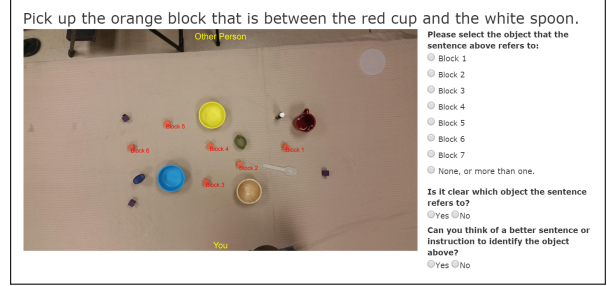 Pick up the orange block that is between the red cup and the white spoon.
Other Person
Block 5
Block 6
Block 4
Block 1
Block 2
Block 3
You
Please select the object that the
sentence above refers to:
Block 1
Block 2
Block 3
Block 4
Block 5
Block 6
Block 7
None, or more than one.
Is it clear which object the sentence
refers to?
Yes No
Can you think of a better sentence or
instruction to identify the object
above?
Yes No